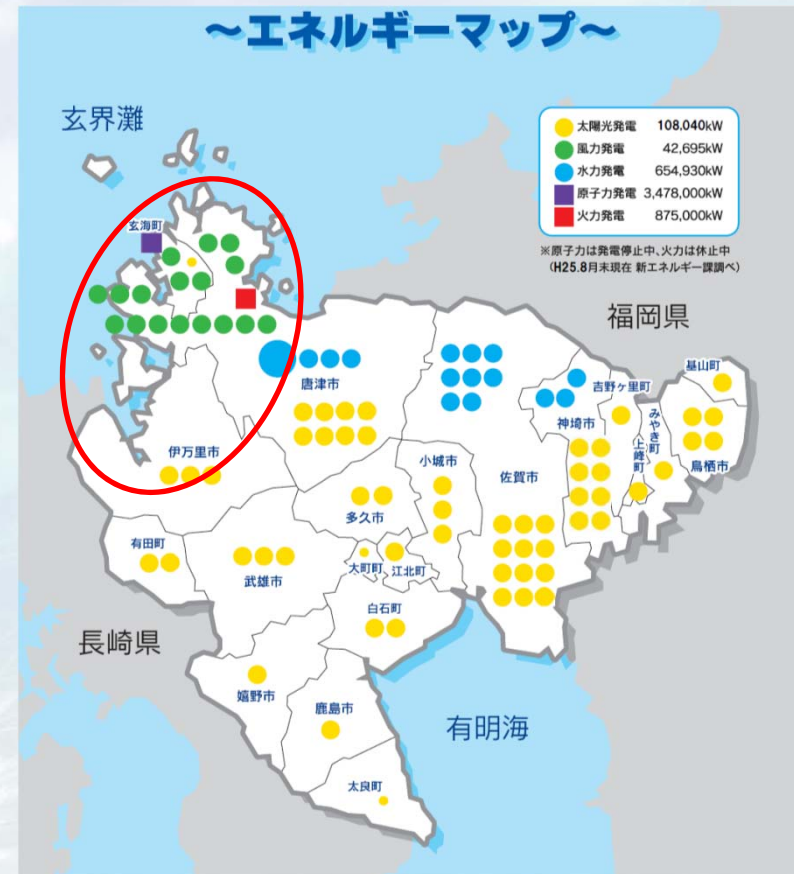 ～エネルギーマップ～
玄界灘
太陽光発電 108,040kW
風力発電 42,695kW
水力発電 654,930kW
原子力発電 3,478,000kW
火力発電 875,000kW
※原子力は発電停止中、火力は休止中
（H25.8月末現在 新エネルギー課調べ）
玄海町
福岡県
基山町
吉野ヶ里町
みやき町
唐津市
神埼市
上峰町
鳥栖市
伊万里市
小城市
佐賀市
多久市
有田町
大町町
江北町
武雄市
白石町
長崎県
嬉野市
鹿島市
有明海
太良町